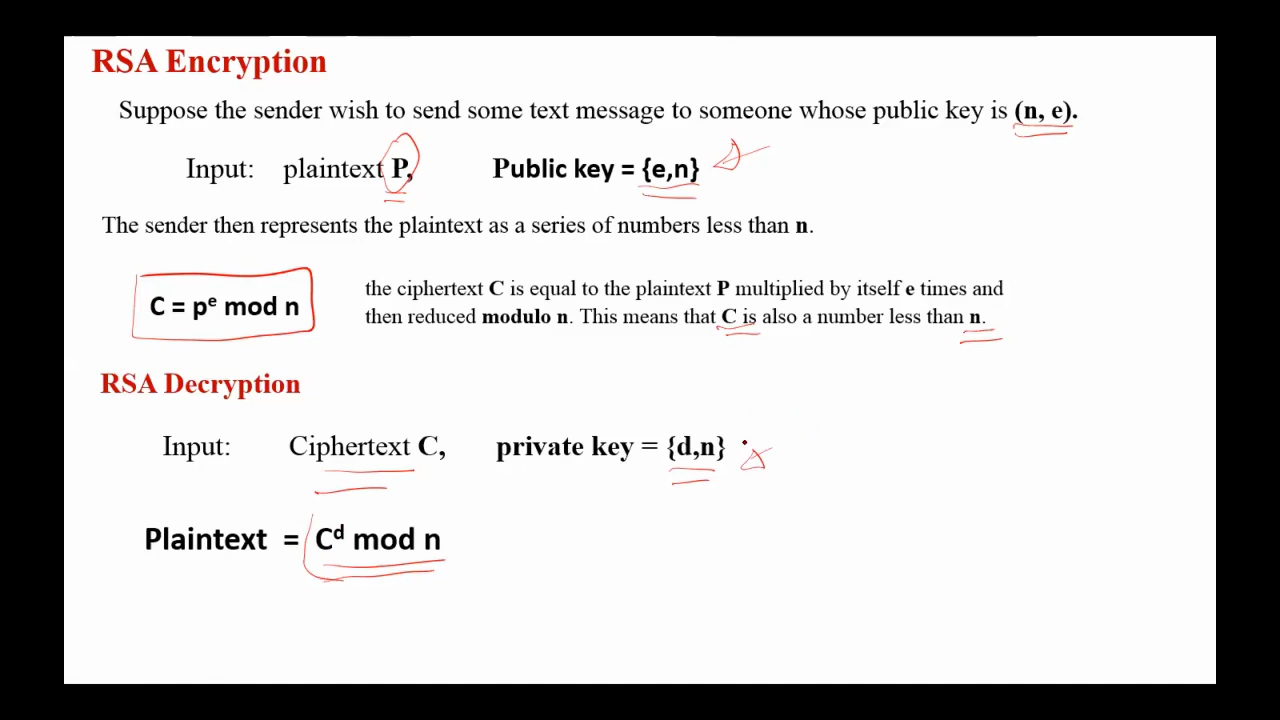 RSA Encryption
Suppose the sender wish to send some text message to someone whose public key is (n, e).
Input: plaintext P, Public key = {e,n}
The sender then represents the plaintext as a series of numbers less than n.
C = pᵉ mod n
the ciphertext C is equal to the plaintext P multiplied by itself e times and
then reduced modulo n. This means that C is also a number less than n.
RSA Decryption
Input: Ciphertext C, private key = {d,n}
Plaintext = Cᵈ mod n